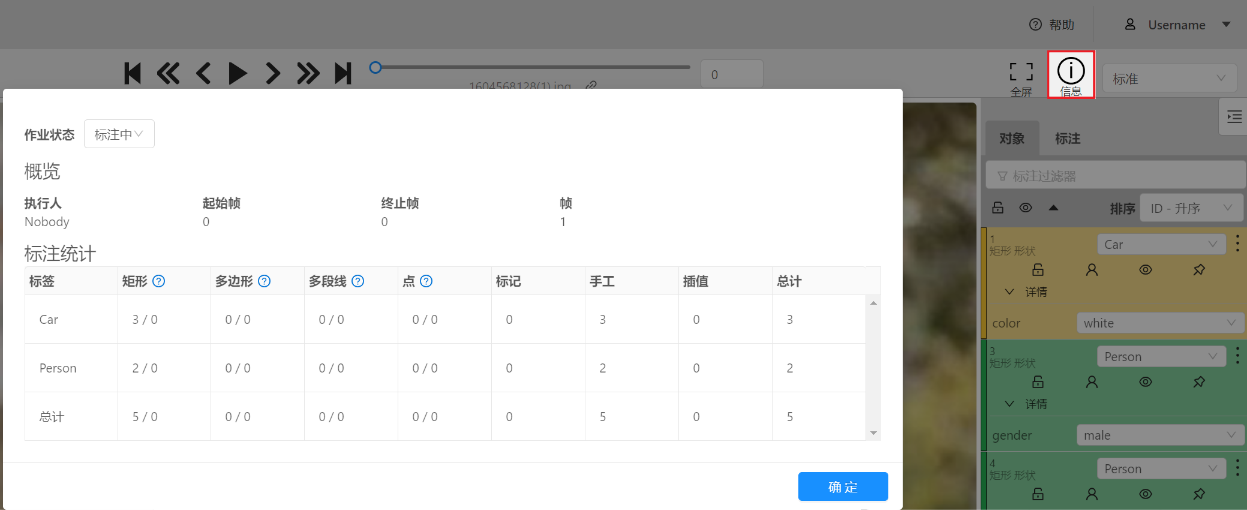 帮助 Username
1604568128(1).jpg 0 全屏 信息 标准
作业状态 标注中
概览
执行人 起始帧 终止帧 帧
Nobody 0 0 1
标注统计
标签 矩形 多边形 多段线 点 标记 手工 插值 总计
Car 3 / 0 0 / 0 0 / 0 0 / 0 0 3 0 3
Person 2 / 0 0 / 0 0 / 0 0 / 0 0 2 0 2
总计 5 / 0 0 / 0 0 / 0 0 / 0 0 5 0 5
确 定
对象 标注
标注过滤器
排序 ID - 升序
1 Car
矩形 形状
详情
color white
3 Person
矩形 形状
详情
gender male
4 Person
矩形 形状